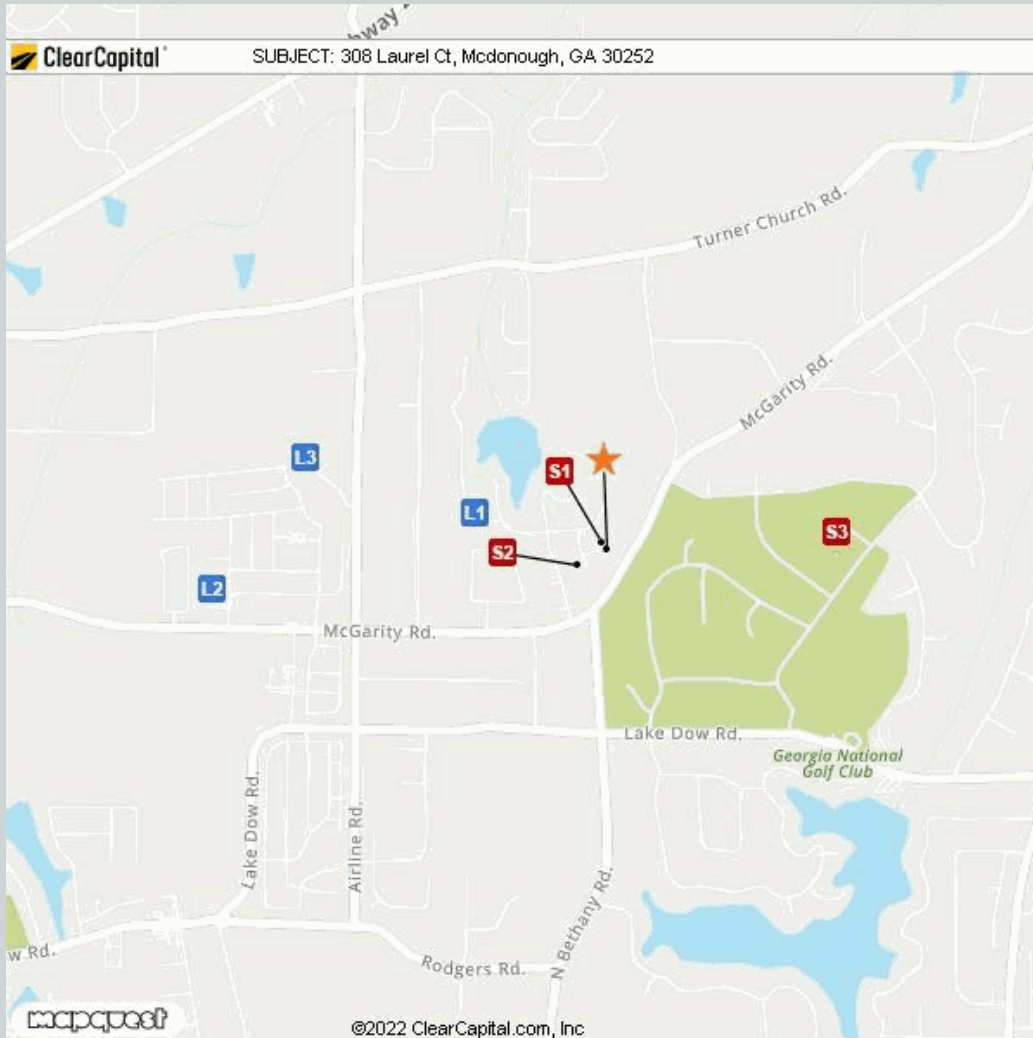 ClearCapital
SUBJECT: 308 Laurel Ct, Mcdonough, GA 30252
Turner Church Rd.
McGarity Rd.
L3
S1
L1
S2
S3
L2
McGarity Rd.
Lake Dow Rd.
Georgia National
Golf Club
Lake Dow Rd.
Airline Rd.
N Bethany Rd.
Rodgers Rd.
w Rd.
mapquest
©2022 ClearCapital.com, Inc